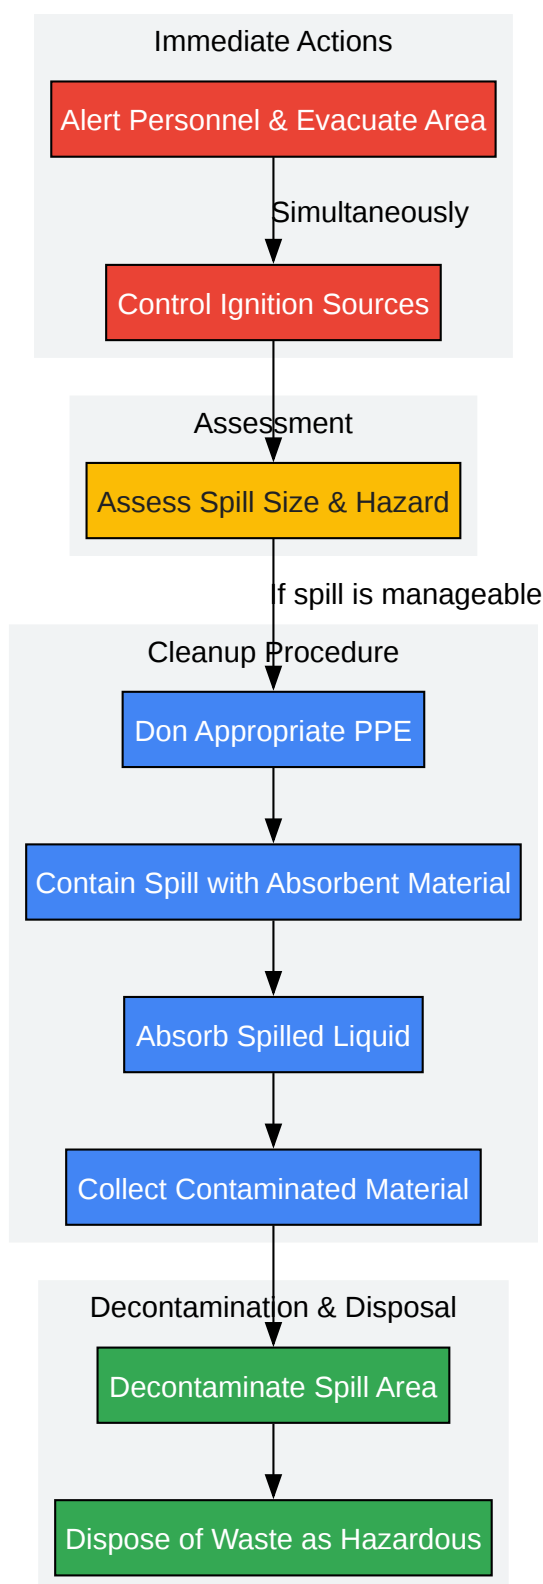 Immediate Actions
Alert Personnel & Evacuate Area
Simultaneously
Control Ignition Sources
Assessment
Assess Spill Size & Hazard
If spill is manageable
Cleanup Procedure
Don Appropriate PPE
Contain Spill with Absorbent Material
Absorb Spilled Liquid
Collect Contaminated Material
Decontamination & Disposal
Decontaminate Spill Area
Dispose of Waste as Hazardous